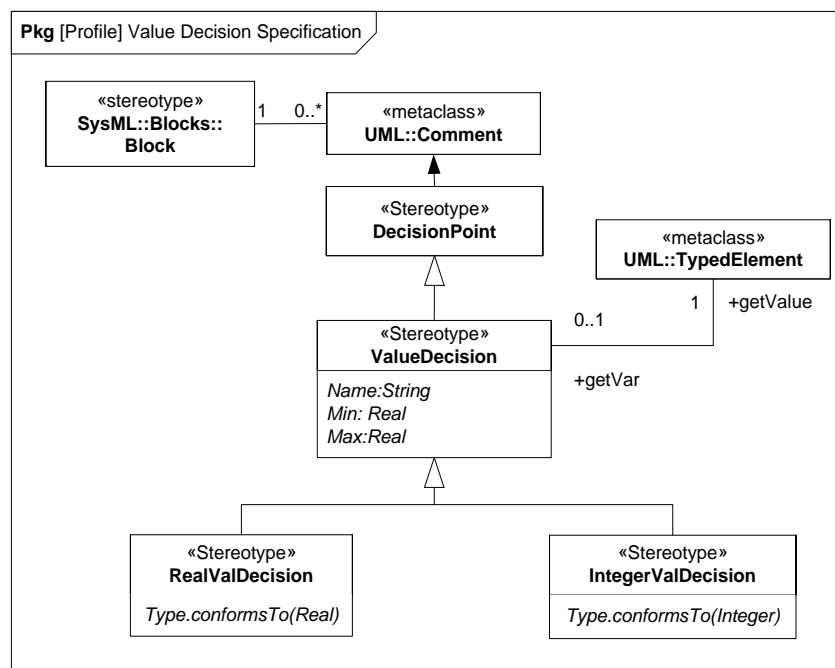 Pkg [Profile] Value Decision Specification
«stereotype»
SysML::Blocks::
Block
1
0..*
«metaclass»
UML::Comment
«Stereotype»
DecisionPoint
«metaclass»
UML::TypedElement
«Stereotype»
ValueDecision
0..1
1
+getValue
+getVar
Name:String
Min: Real
Max:Real
«Stereotype»
RealValDecision
Type.conformsTo(Real)
«Stereotype»
IntegerValDecision
Type.conformsTo(Integer)